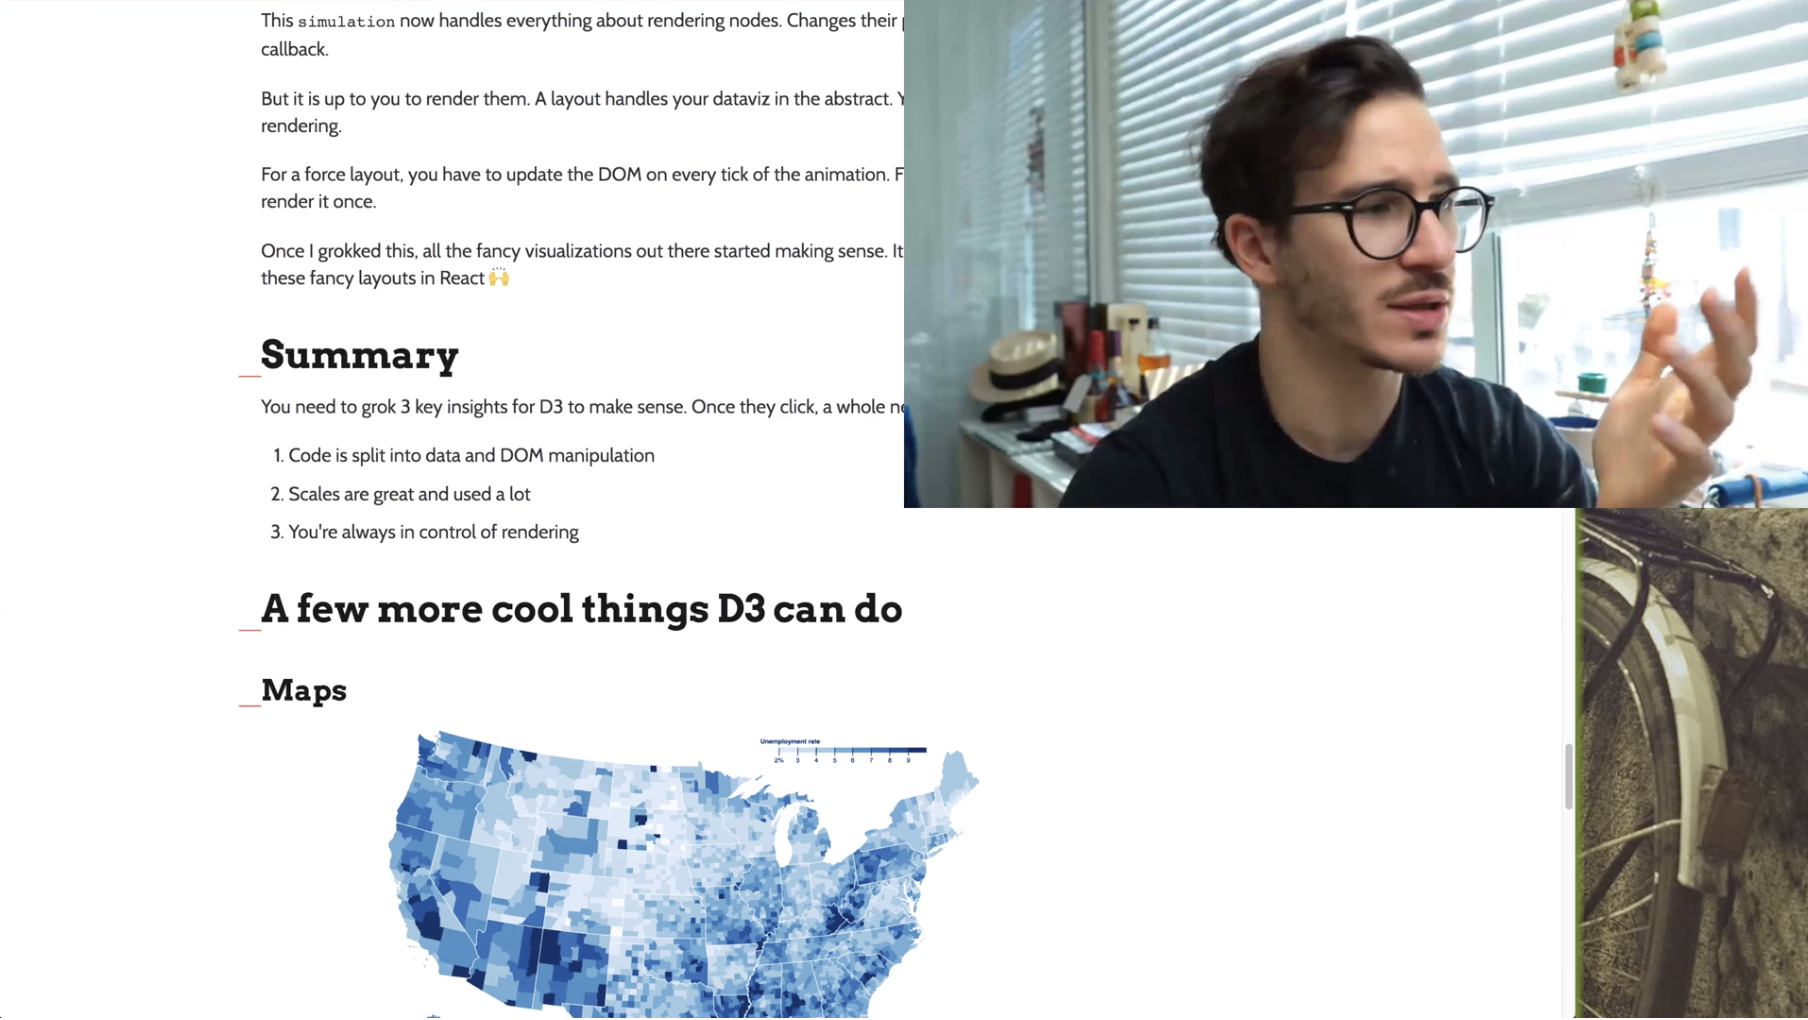 This simulation now handles everything about rendering nodes. Changes their
callback.
But it is up to you to render them. A layout handles your dataviz in the abstract.
rendering.
For a force layout, you have to update the DOM on every tick of the animation.
render it once.
Once I grokked this, all the fancy visualizations out there started making sense. It
these fancy layouts in React 🙌
Summary
You need to grok 3 key insights for D3 to make sense. Once they click, a whole
1. Code is split into data and DOM manipulation
2. Scales are great and used a lot
3. You're always in control of rendering
A few more cool things D3 can do
Maps
Unemployment rate
2% 3 4 5 6 7 8 9